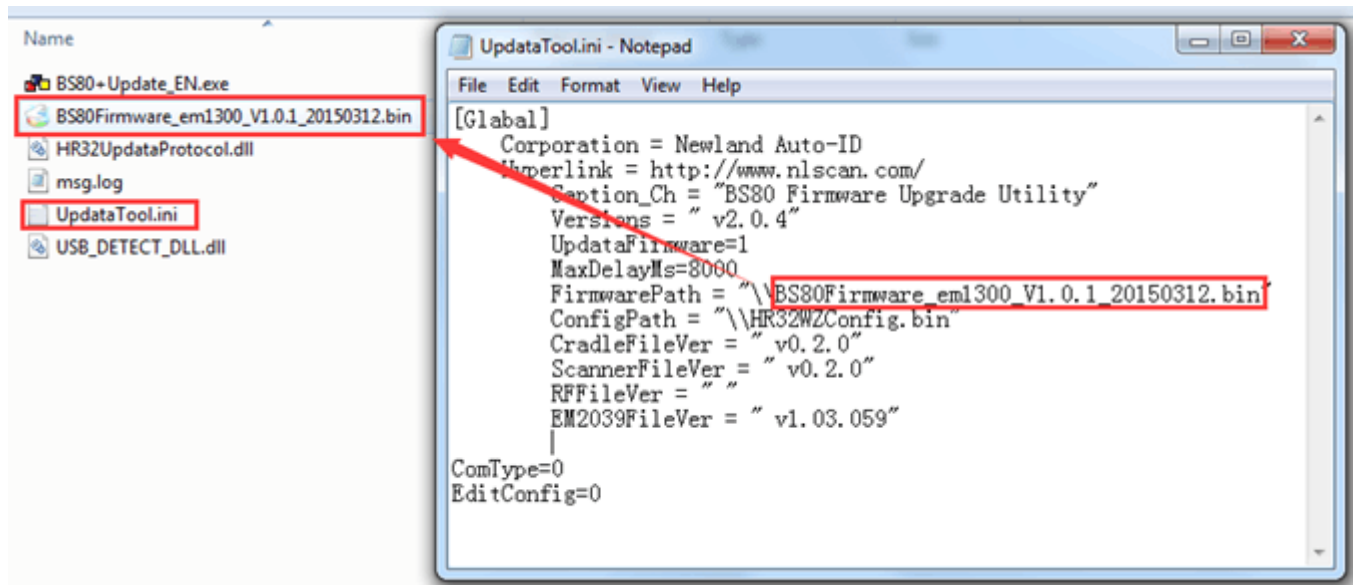 Name
BS80+Update_EN.exe
BS80Firmware_em1300_V1.0.1_20150312.bin
HR32UpdataProtocol.dll
msg.log
UpdataTool.ini
USB_DETECT_DLL.dll
UpdataTool.ini - Notepad
File Edit Format View Help
[Glabal]
Corporation = Newland Auto-ID
Hyperlink = http://www.nlscan.com/
Caption_Ch = "BS80 Firmware Upgrade Utility"
Versions = " v2.0.4"
UpdataFirmware=1
MaxDelayMs=8000
FirmwarePath = "\\BS80Firmware_em1300_V1.0.1_20150312.bin"
ConfigPath = "\\HR32WZConfig.bin"
CradleFileVer = " v0.2.0"
ScannerFileVer = " v0.2.0"
RFFileVer = " "
EM2039FileVer = " v1.03.059"
ComType=0
EditConfig=0